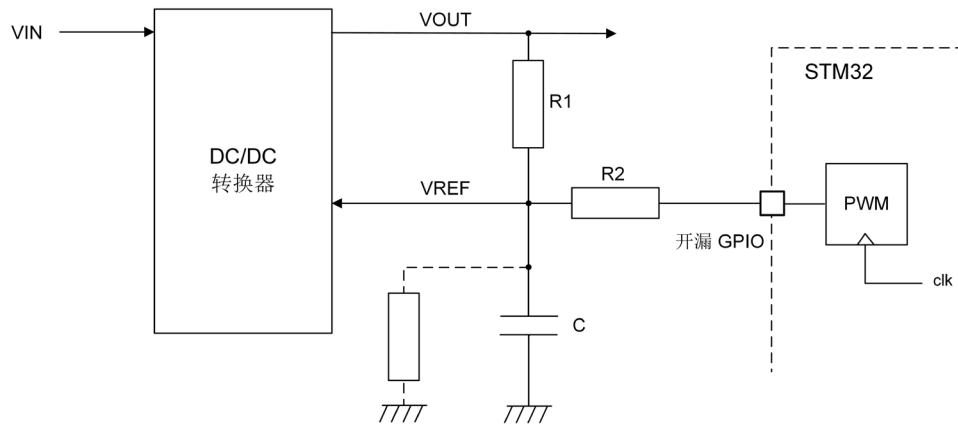 VIN
VOUT
STM32
R1
DC/DC
转换器
R2
VREF
PWM
开漏 GPIO
clk
C